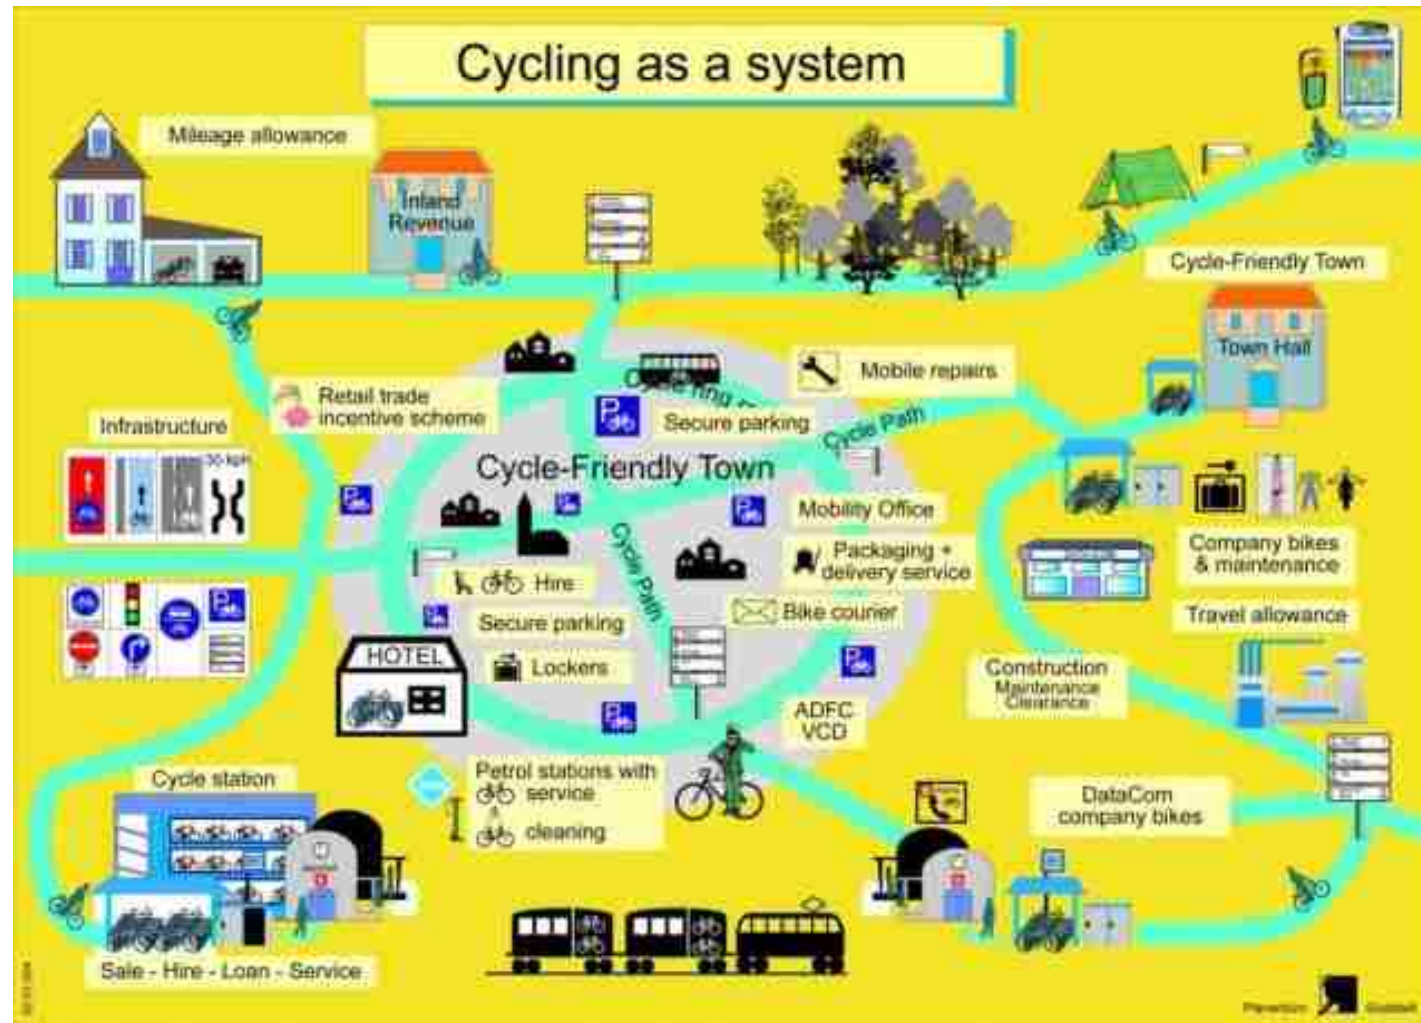 Cycling as a system
Mileage allowance
Inland
Revenue
Cycle-Friendly Town
Town Hall
Mobile repairs
Retail trade
incentive scheme
Cycle ring
Secure parking
Cycle Path
Infrastructure
30 kph
Cycle-Friendly Town
Mobility Office
Cycle Path
Packaging +
delivery service
Hire
Bike courier
Company bikes
& maintenance
Travel allowance
Secure parking
HOTEL
Lockers
Construction
Maintenance
Clearance
ADFC
VCD
Cycle station
Petrol stations with
service
cleaning
DataCom
company bikes
Sale - Hire - Loan - Service